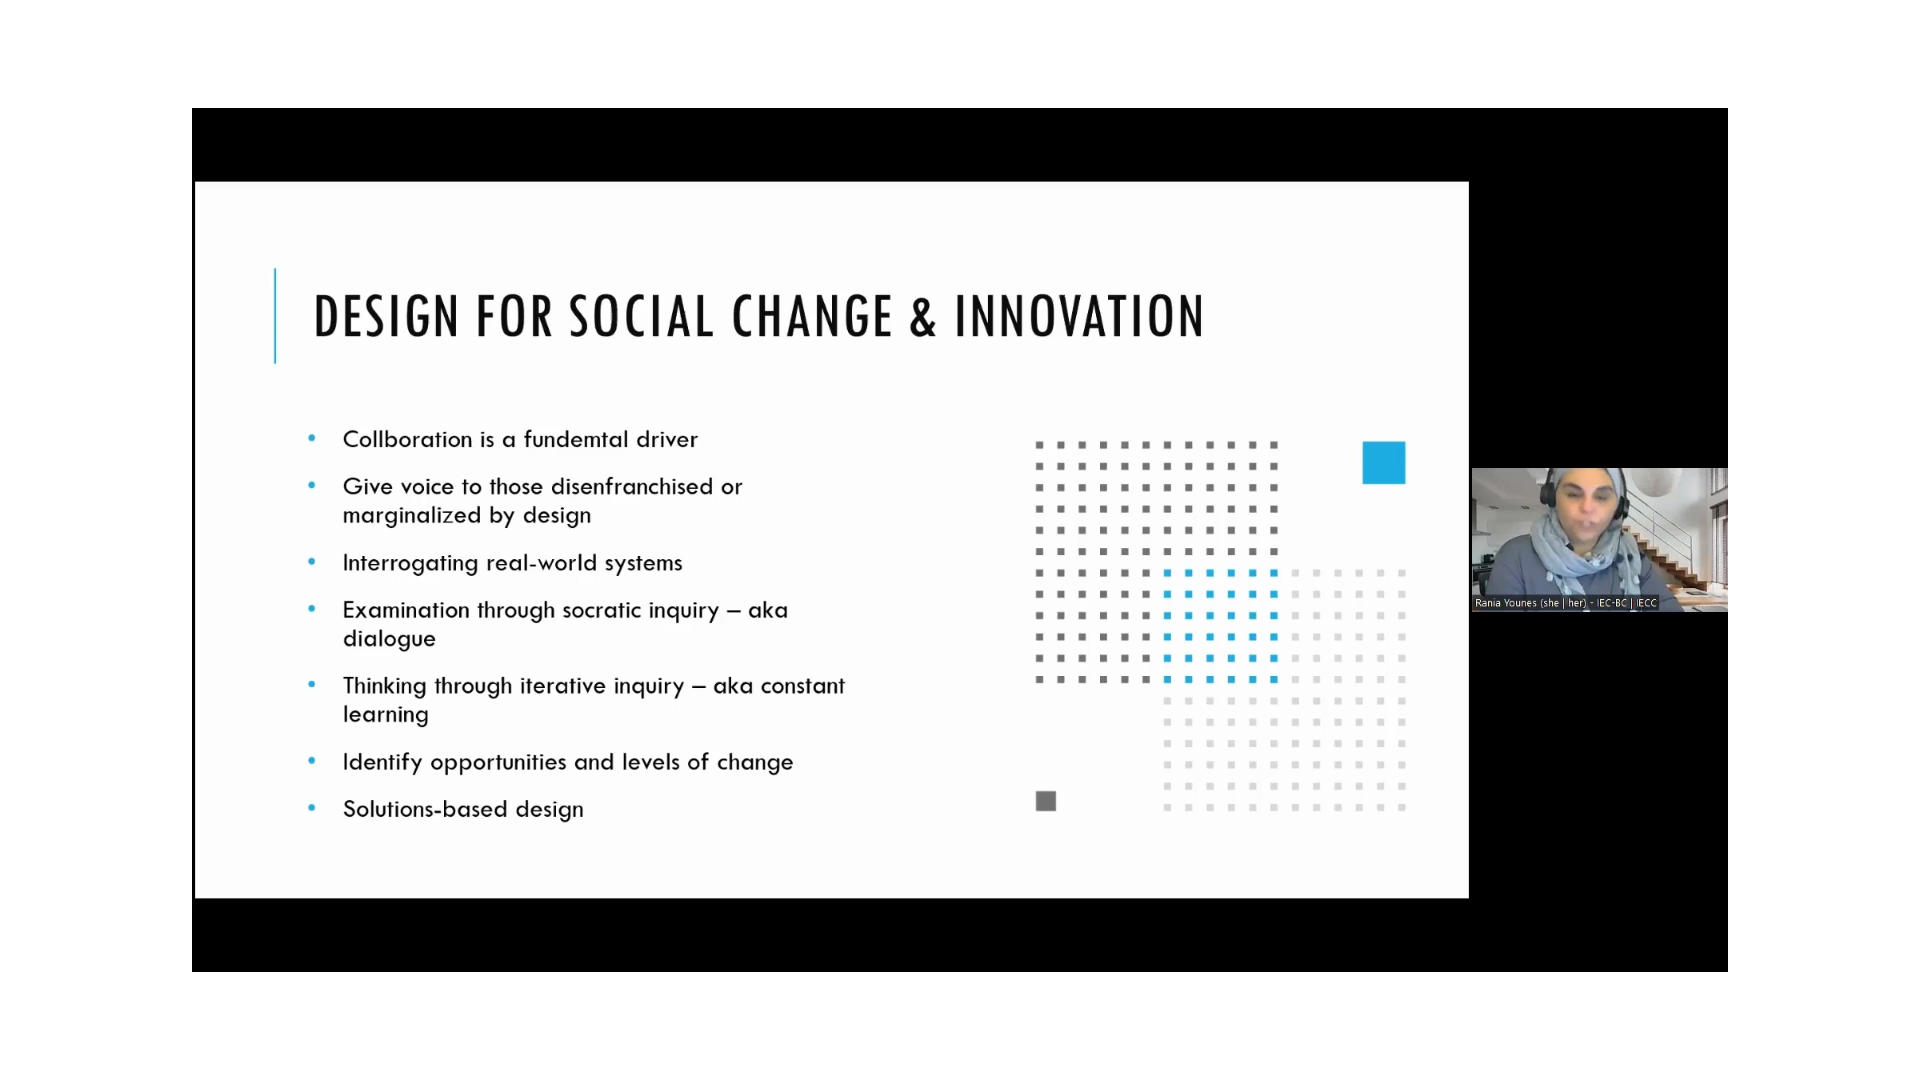 DESIGN FOR SOCIAL CHANGE & INNOVATION
• Collboration is a fundemtal driver
• Give voice to those disenfranchised or
marginalized by design
• Interrogating real-world systems
• Examination through socratic inquiry – aka
dialogue
• Thinking through iterative inquiry – aka constant
learning
• Identify opportunities and levels of change
• Solutions-based design
Rania Younes (she | her) - IEC-BC | IECC